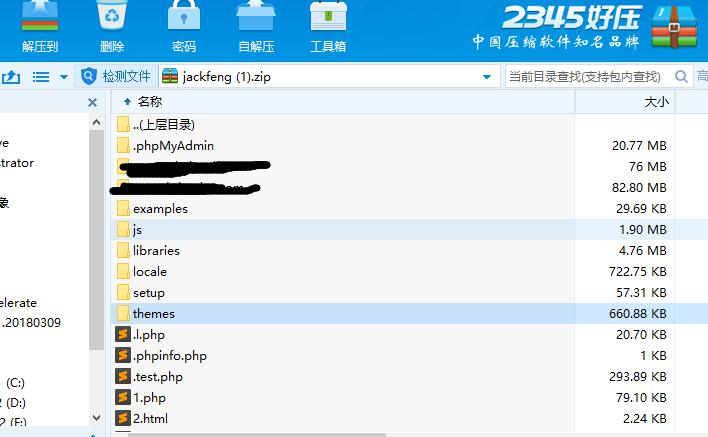 2345好压
中国压缩软件知名品牌
解压到 删除 密码 自解压 工具箱
检测文件 jackfeng (1).zip 当前目录查找(支持包内查找)
名称 大小
..(上层目录)
.phpMyAdmin 20.77 MB
76 MB
82.80 MB
examples 29.69 KB
js 1.90 MB
libraries 4.76 MB
locale 722.75 KB
setup 57.31 KB
themes 660.88 KB
.l.php 20.70 KB
.phpinfo.php 1 KB
.test.php 293.89 KB
1.php 79.10 KB
2.html 2.24 KB
ve
istrator
象
elerate
.20180309
(C:)
2 (D:)
2 (E:)